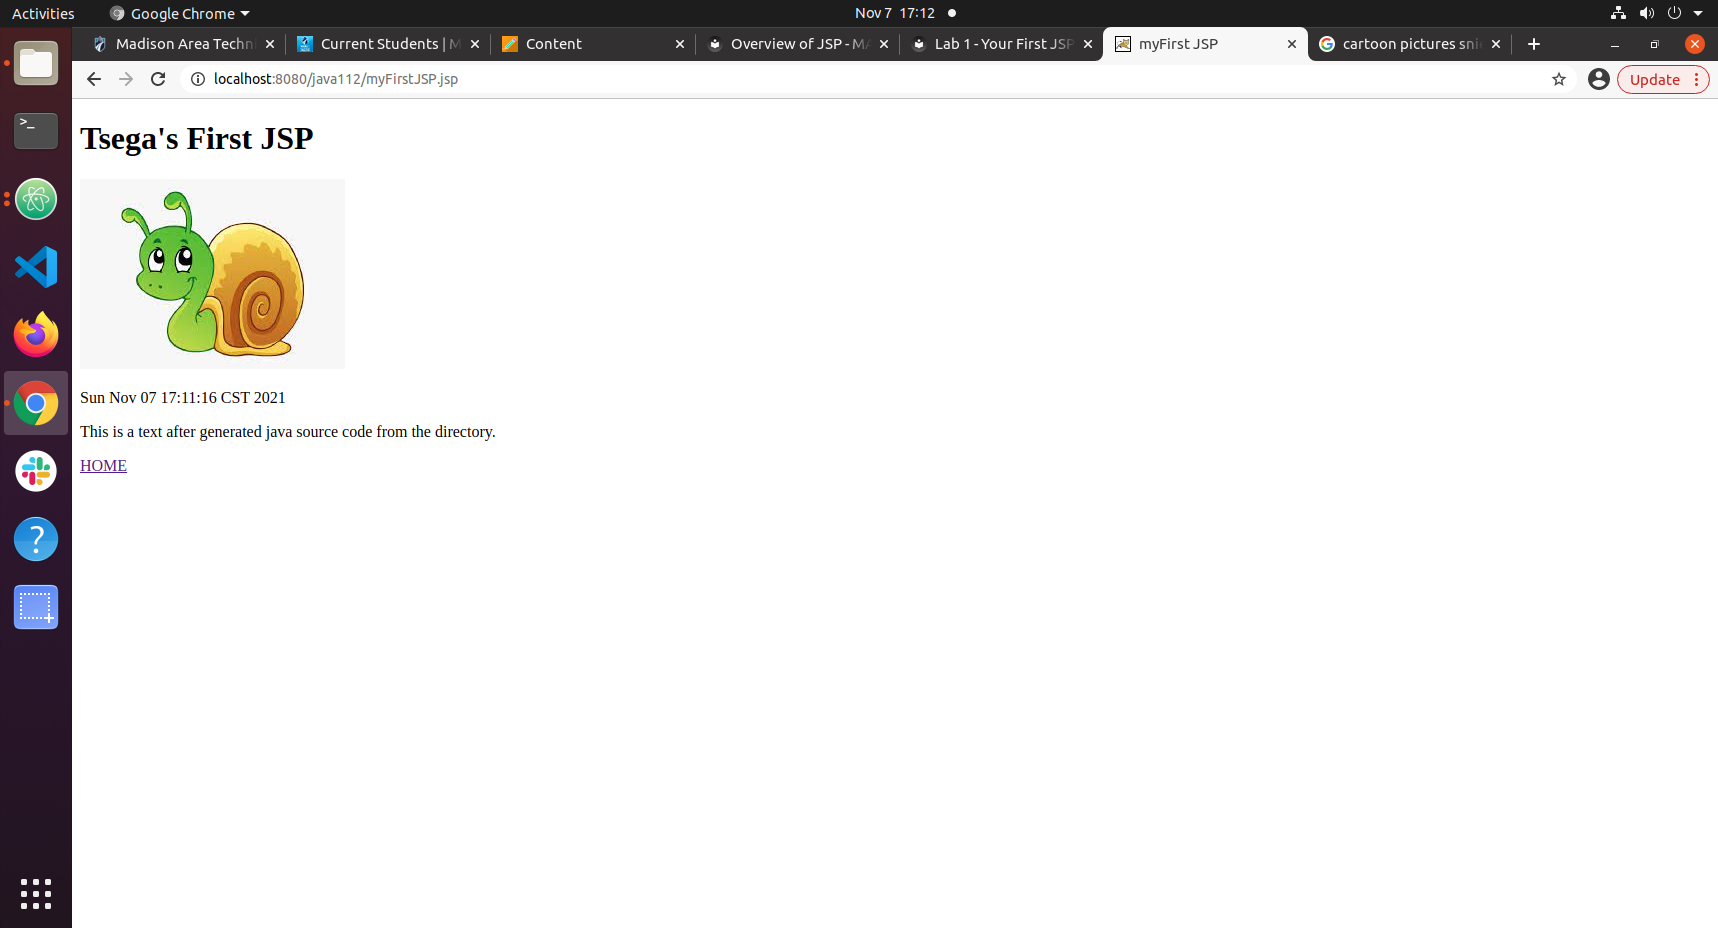 Activities
Google Chrome
Nov 7 17:12
Madison Area Techni
Current Students | M
Content
Overview of JSP - MA
Lab 1 - Your First JSP
myFirst JSP
cartoon pictures sni
localhost:8080/java112/myFirstJSP.jsp
Update
Tsega's First JSP
Sun Nov 07 17:11:16 CST 2021
This is a text after generated java source code from the directory.
HOME